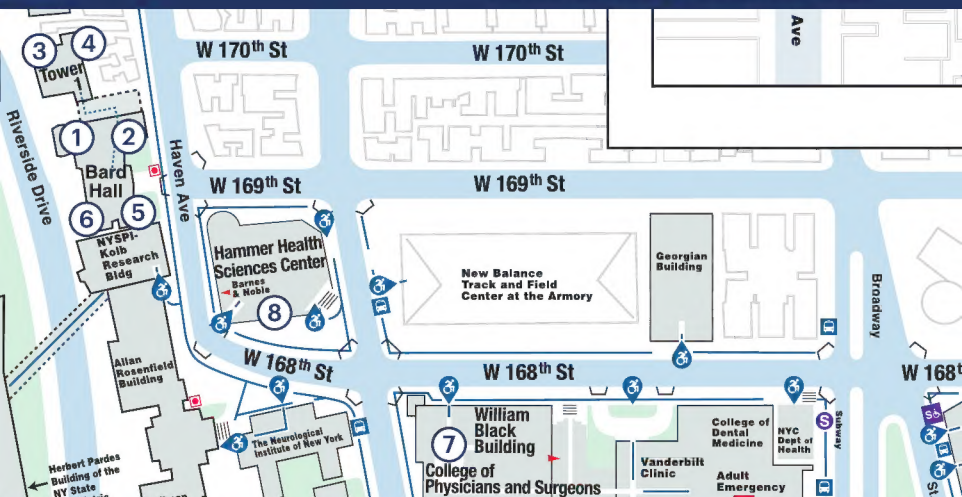 3
4
Tower
1
2
Bard
Hall
6
5
NYSPI-
Kolb
Research
Bldg
Riverside Drive
Haven Ave
W 170th St
W 170th St
Ave
W 169th St
W 169th St
Hammer Health
Sciences Center
Barnes
& Noble
8
New Balance
Track and Field
Center at the Armory
Georgian
Building
Broadway
Allan
Rosenfield
Building
W 168th St
W 168th St
W 168t
The Neurological
Institute of New York
Herbert Pardes
Building of the
NY State
7
William
Black
Building
College of
Physicians and Surgeons
College of
Dental
Medicine
Vanderbilt
Clinic
Adult
Emergency
NYC
Dept of
Health
S
Subway
S